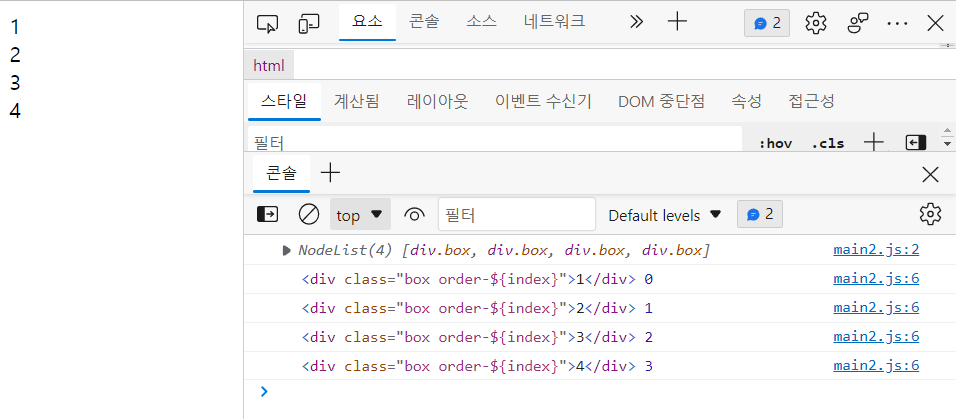 1
2
3
4
요소 콘솔 소스 네트워크 2
html
스타일 계산됨 레이아웃 이벤트 수신기 DOM 중단점 속성 접근성
필터 :hov .cls
콘솔
top 필터 Default levels 2
NodeList(4) [div.box, div.box, div.box, div.box] main2.js:2
<div class="box order-${index}">1</div> 0 main2.js:6
<div class="box order-${index}">2</div> 1 main2.js:6
<div class="box order-${index}">3</div> 2 main2.js:6
<div class="box order-${index}">4</div> 3 main2.js:6